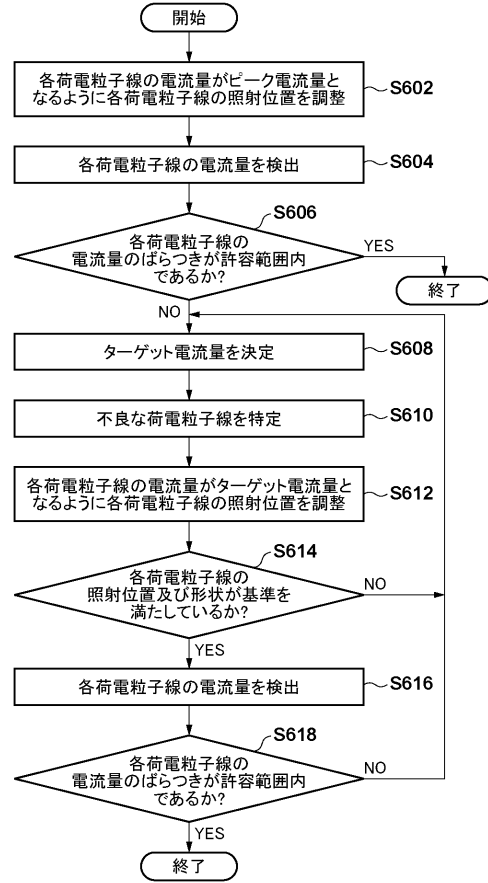 開始
各荷電粒子線の電流量がピーク電流量と
なるように各荷電粒子線の照射位置を調整
S602
各荷電粒子線の電流量を検出
S604
S606
各荷電粒子線の
電流量のばらつきが許容範囲内
であるか?
YES
終了
NO
ターゲット電流量を決定
S608
不良な荷電粒子線を特定
S610
各荷電粒子線の電流量がターゲット電流量と
なるように各荷電粒子線の照射位置を調整
S612
S614
各荷電粒子線の
照射位置及び形状が基準を
満たしているか?
NO
YES
各荷電粒子線の電流量を検出
S616
S618
各荷電粒子線の
電流量のばらつきが許容範囲内
であるか?
NO
YES
終了